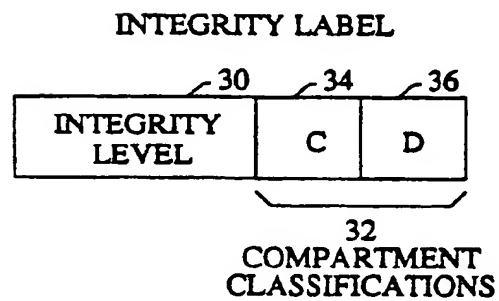 INTEGRITY LABEL
30 34 36
INTEGRITY
LEVEL
C D
32
COMPARTMENT
CLASSIFICATIONS